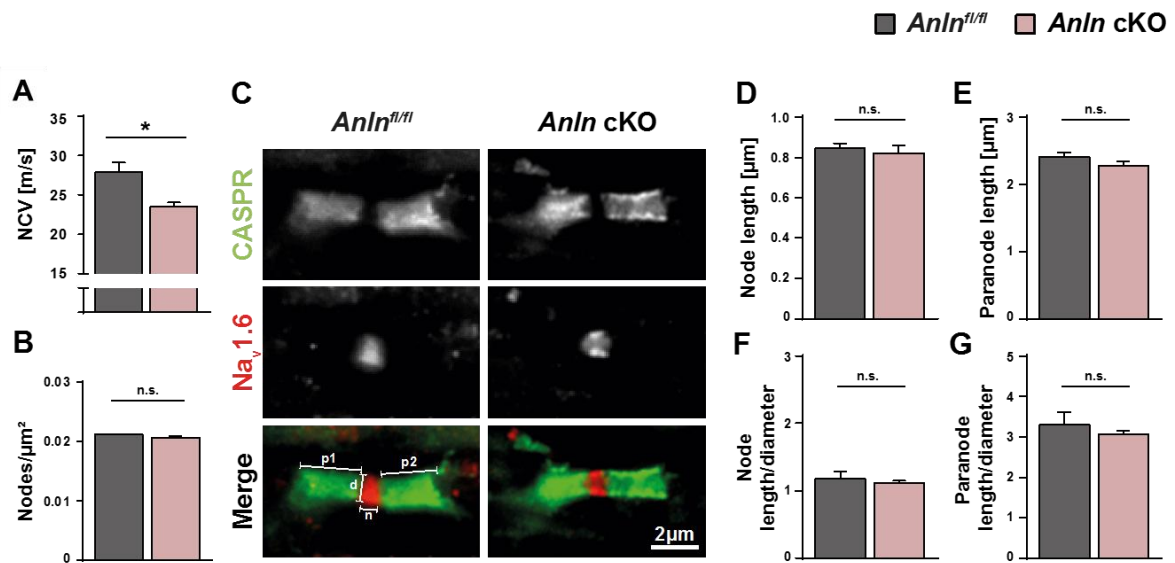 Anln^fl/fl Anln cKO
A
NCV [m/s]
35
30
26
22
21
15
*
B
Nodes/µm²
0.03
0.02
0.01
0
n.s.
C
Anln^fl/fl Anln cKO
CASPR
Nav1.6
Merge
p1 p2
d
n
2µm
D
Node length [µm]
1.0
0.8
0.6
0.4
0.2
0
n.s.
E
Paranode length [µm]
3
2
1
0
n.s.
F
Node
length/diameter
3
2
1
0
n.s.
G
Paranode
length/diameter
5
4
3
2
1
0
n.s.